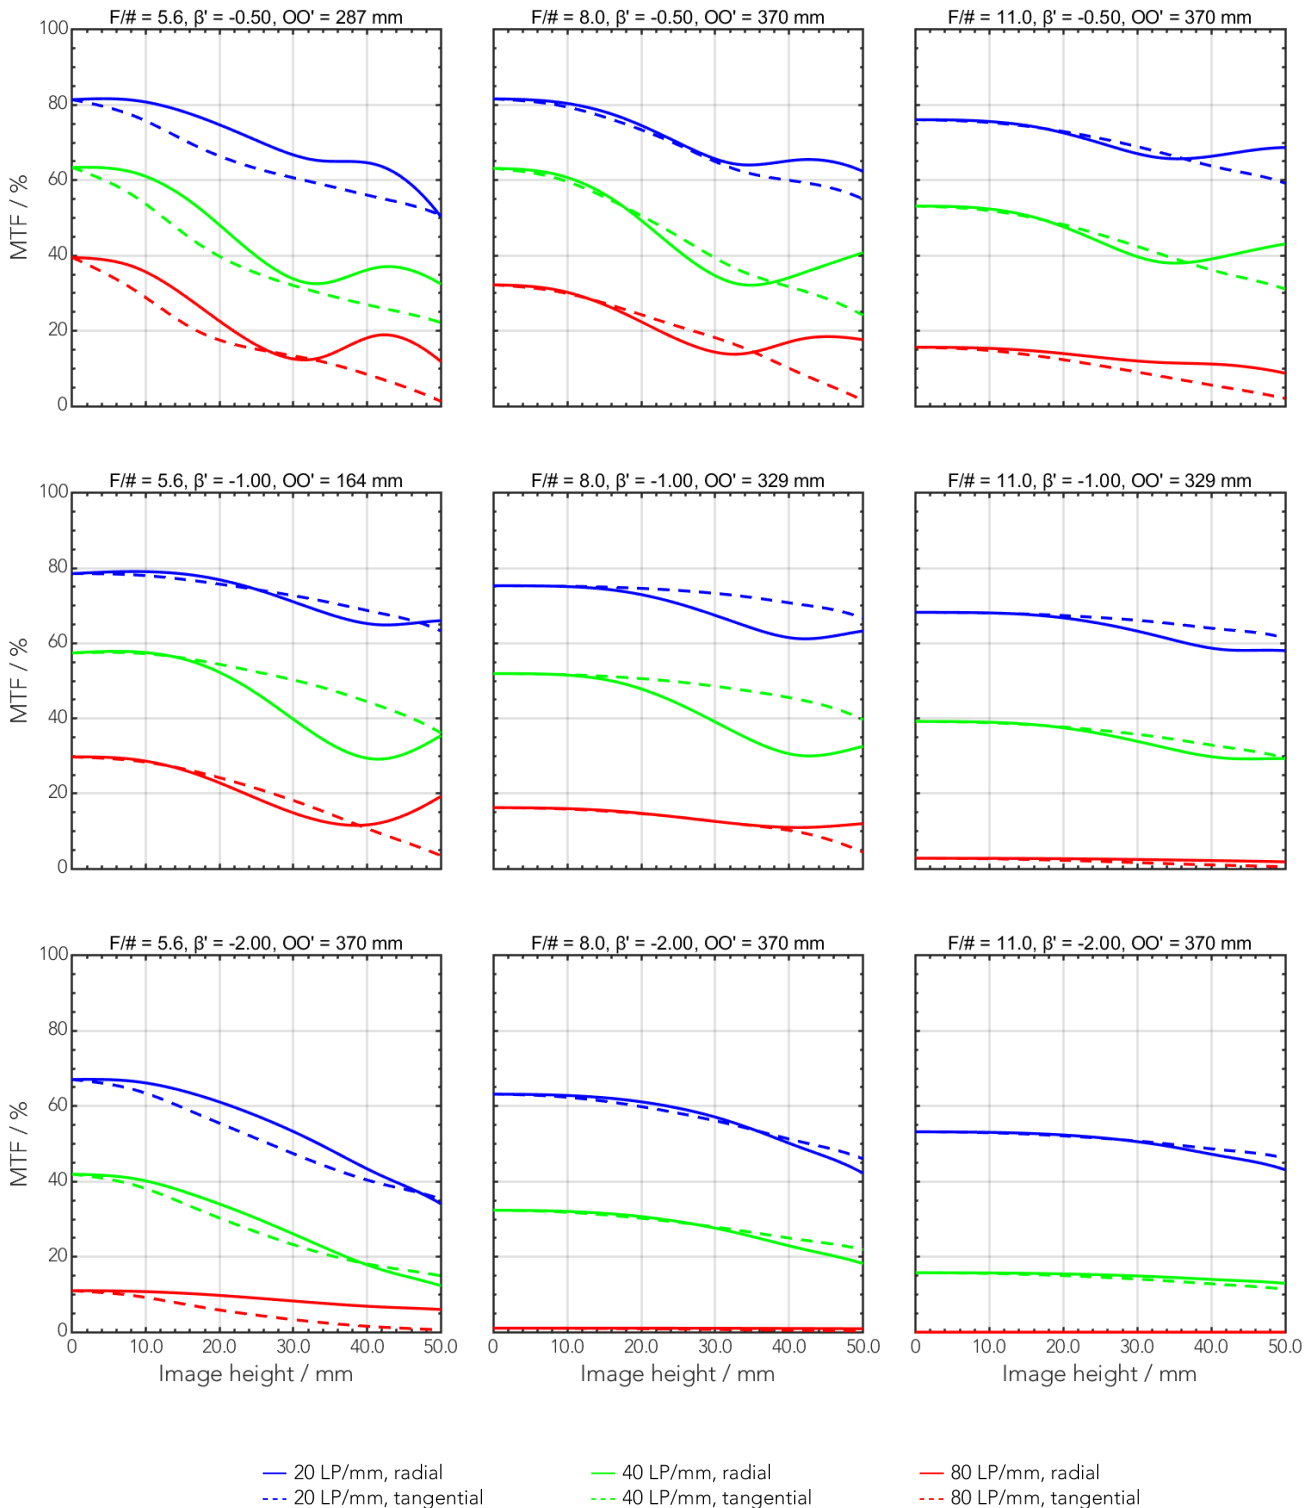 F/# = 5.6, β' = -0.50, OO' = 287 mm
F/# = 8.0, β' = -0.50, OO' = 370 mm
F/# = 11.0, β' = -0.50, OO' = 370 mm
100
80
60
40
20
0
MTF / %
F/# = 5.6, β' = -1.00, OO' = 164 mm
F/# = 8.0, β' = -1.00, OO' = 329 mm
F/# = 11.0, β' = -1.00, OO' = 329 mm
100
80
60
40
20
0
MTF / %
F/# = 5.6, β' = -2.00, OO' = 370 mm
F/# = 8.0, β' = -2.00, OO' = 370 mm
F/# = 11.0, β' = -2.00, OO' = 370 mm
100
80
60
40
20
0
MTF / %
0 10.0 20.0 30.0 40.0 50.0
0 10.0 20.0 30.0 40.0 50.0
0 10.0 20.0 30.0 40.0 50.0
Image height / mm
Image height / mm
Image height / mm
20 LP/mm, radial
40 LP/mm, radial
80 LP/mm, radial
20 LP/mm, tangential
40 LP/mm, tangential
80 LP/mm, tangential